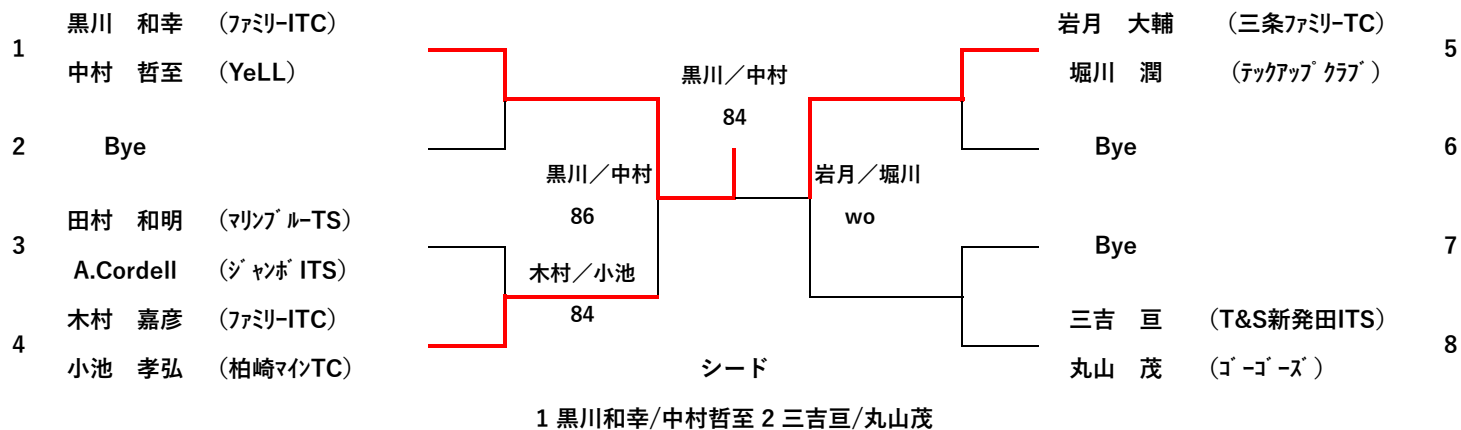 黒川　和幸　（ﾌｧﾐﾘｰITC）
1
中村　哲至　（YeLL）
2 Bye
田村　和明　（ﾏﾘﾝﾌﾞﾙｰTS）
3
A.Cordell　（ｼﾞｬﾝﾎﾞITS）
木村　嘉彦　（ﾌｧﾐﾘｰITC）
4
小池　孝弘　（柏崎ﾏｲﾝTC）
黒川／中村
84
黒川／中村
86
木村／小池
84
岩月／堀川
wo
岩月　大輔　（三条ﾌｧﾐﾘｰTC）
5
堀川　潤　（ﾃｯｸｱｯﾌﾟｸﾗﾌﾞ）
Bye 6
Bye 7
三吉　亘　（T&S新発田ITS）
8
丸山　茂　（ｺﾞｰｺﾞｰｽﾞ）
シード
1 黒川和幸/中村哲至 2 三吉亘/丸山茂